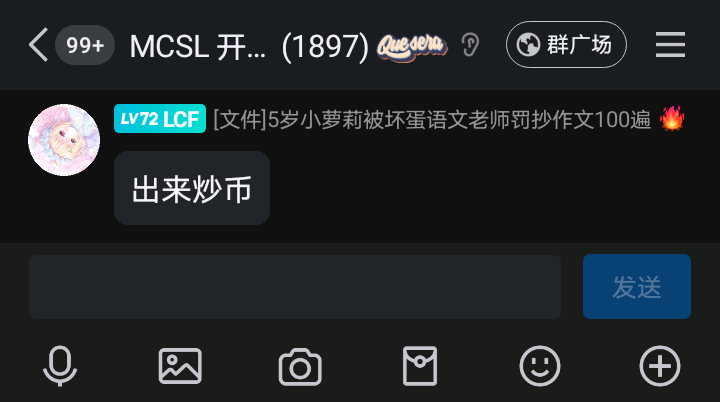 99+ MCSL 开... (1897) Que sera 群广场
LV72 LCF [文件]5岁小萝莉被坏蛋语文老师罚抄作文100遍 🔥
出来炒币
发送